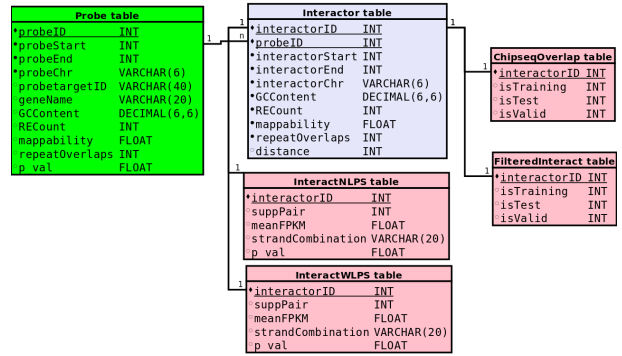 Probe table
probeID INT
probeStart INT
probeEnd INT
probeChr VARCHAR(6)
probetargetID VARCHAR(40)
geneName VARCHAR(20)
GCContent DECIMAL(6,6)
RECount INT
mappability FLOAT
repeatOverlaps INT
p_val FLOAT
1
1
n
Interactor table
interactorID INT
probeID INT
interactorStart INT
interactorEnd INT
interactorChr VARCHAR(6)
GCContent DECIMAL(6,6)
RECount INT
mappability FLOAT
repeatOverlaps INT
distance INT
1
1
ChipseqOverlap table
interactorID INT
isTraining INT
isTest INT
isValid INT
1
FilteredInteract table
interactorID INT
isTraining INT
isTest INT
isValid INT
1
InteractNLPS table
interactorID INT
suppPair INT
meanFPKM FLOAT
strandCombination VARCHAR(20)
p_val FLOAT
1
InteractWLPS table
interactorID INT
suppPair INT
meanFPKM FLOAT
strandCombination VARCHAR(20)
p_val FLOAT